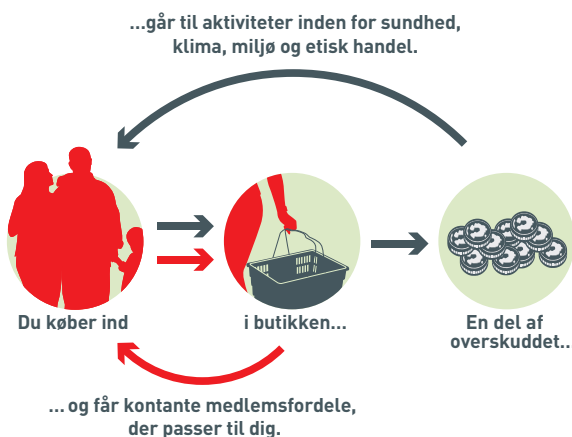 ...går til aktiviteter inden for sundhed,
klima, miljø og etisk handel.
Du køber ind
i butikken...
En del af
overskuddet..
... og får kontante medlemsfordele,
der passer til dig.